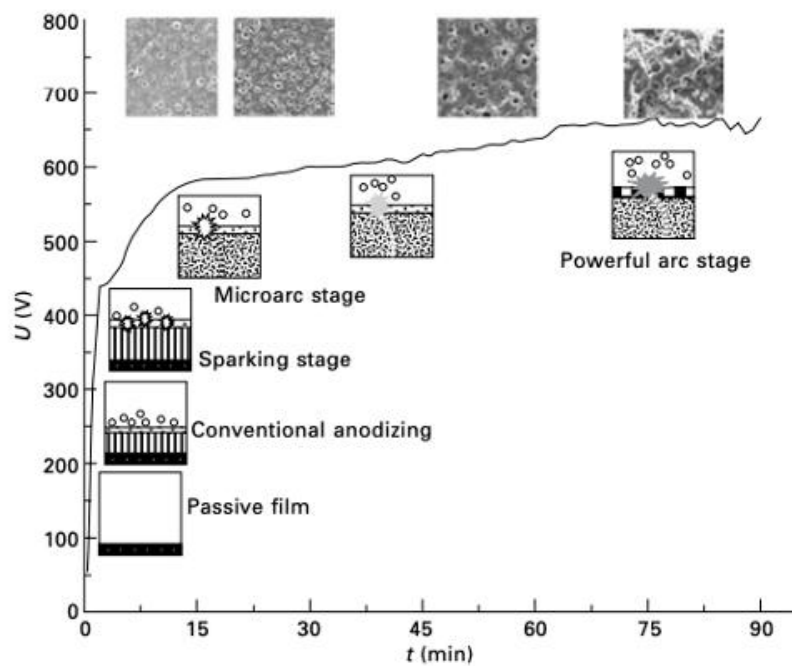 800
700
600
500
400
300
200
100
0
U (V)
Powerful arc stage
Microarc stage
Sparking stage
Conventional anodizing
Passive film
0 15 30 45 60 75 90
t (min)